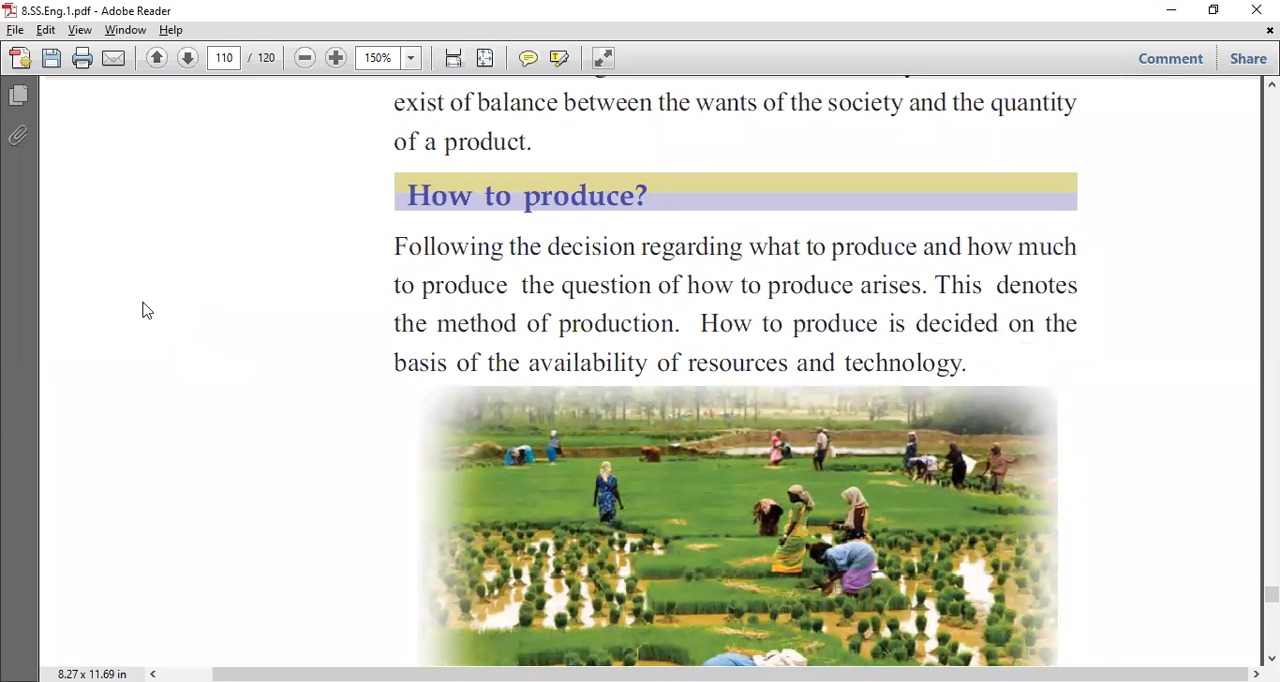 8.SS.Eng.1.pdf - Adobe Reader
File Edit View Window Help
110 / 120 150% Comment Share
exist of balance between the wants of the society and the quantity
of a product.
How to produce?
Following the decision regarding what to produce and how much
to produce the question of how to produce arises. This denotes
the method of production. How to produce is decided on the
basis of the availability of resources and technology.
8.27 x 11.69 in